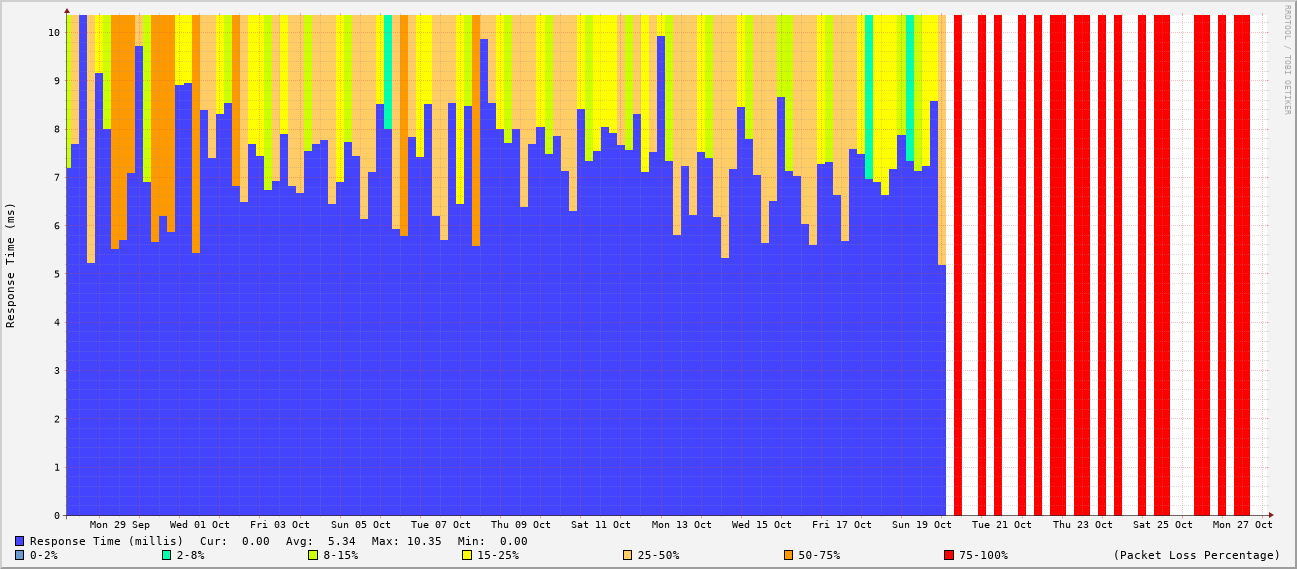 RRDTOOL / TOBI OETIKER
Response Time (ms)
10
9
8
7
6
5
4
3
2
1
0
Mon 29 Sep Wed 01 Oct Fri 03 Oct Sun 05 Oct Tue 07 Oct Thu 09 Oct Sat 11 Oct Mon 13 Oct Wed 15 Oct Fri 17 Oct Sun 19 Oct Tue 21 Oct Thu 23 Oct Sat 25 Oct Mon 27 Oct
Response Time (millis) Cur: 0.00 Avg: 5.34 Max: 10.35 Min: 0.00
0-2% 2-8% 8-15% 15-25% 25-50% 50-75% 75-100% (Packet Loss Percentage)